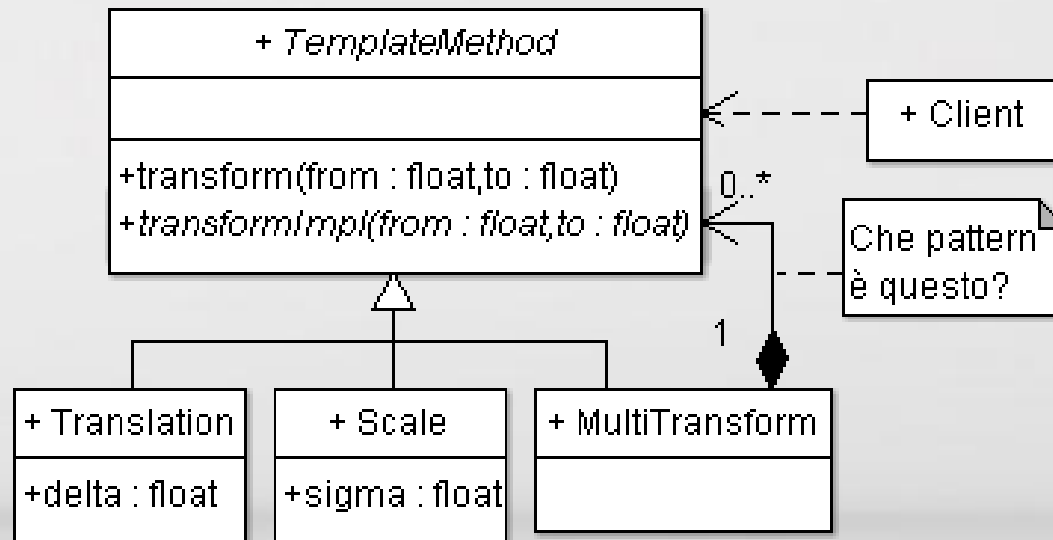 + TemplateMethod
+ Client
+transform(from : float,to : float)
+transformImpl(from : float,to : float)
0..*
Che pattern
è questo?
1
+ Translation
+delta : float
+ Scale
+sigma : float
+ MultiTransform